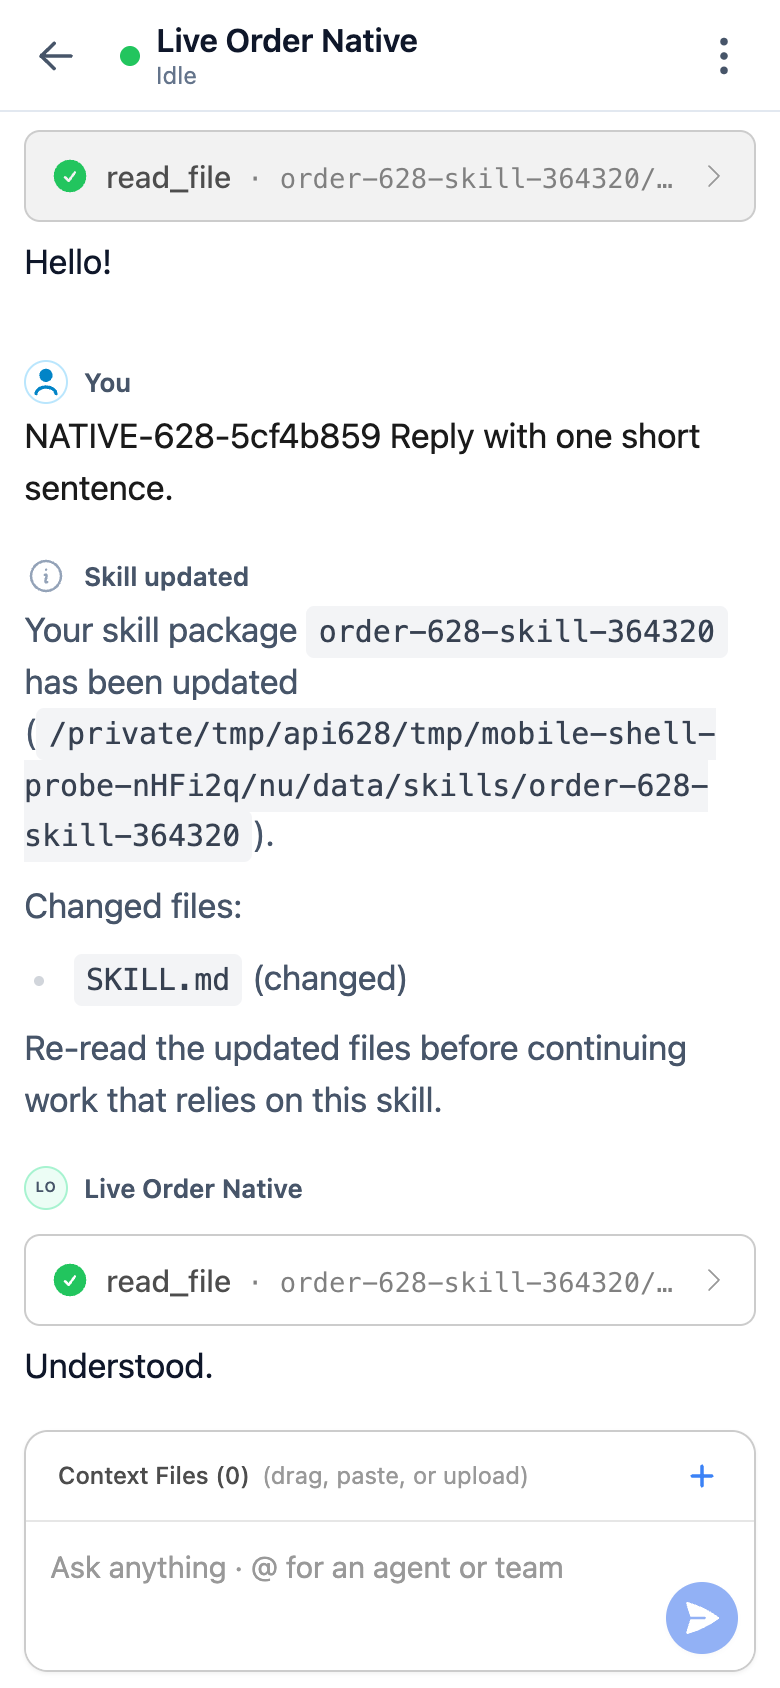 Live Order Native
Idle
read_file · order-628-skill-364320/…
Hello!
You
NATIVE-628-5cf4b859 Reply with one short
sentence.
Skill updated
Your skill package order-628-skill-364320
has been updated
(/private/tmp/api628/tmp/mobile-shell-
probe-nHFi2q/nu/data/skills/order-628-
skill-364320).
Changed files:
SKILL.md (changed)
Re-read the updated files before continuing
work that relies on this skill.
LO Live Order Native
read_file · order-628-skill-364320/…
Understood.
Context Files (0) (drag, paste, or upload)
Ask anything · @ for an agent or team